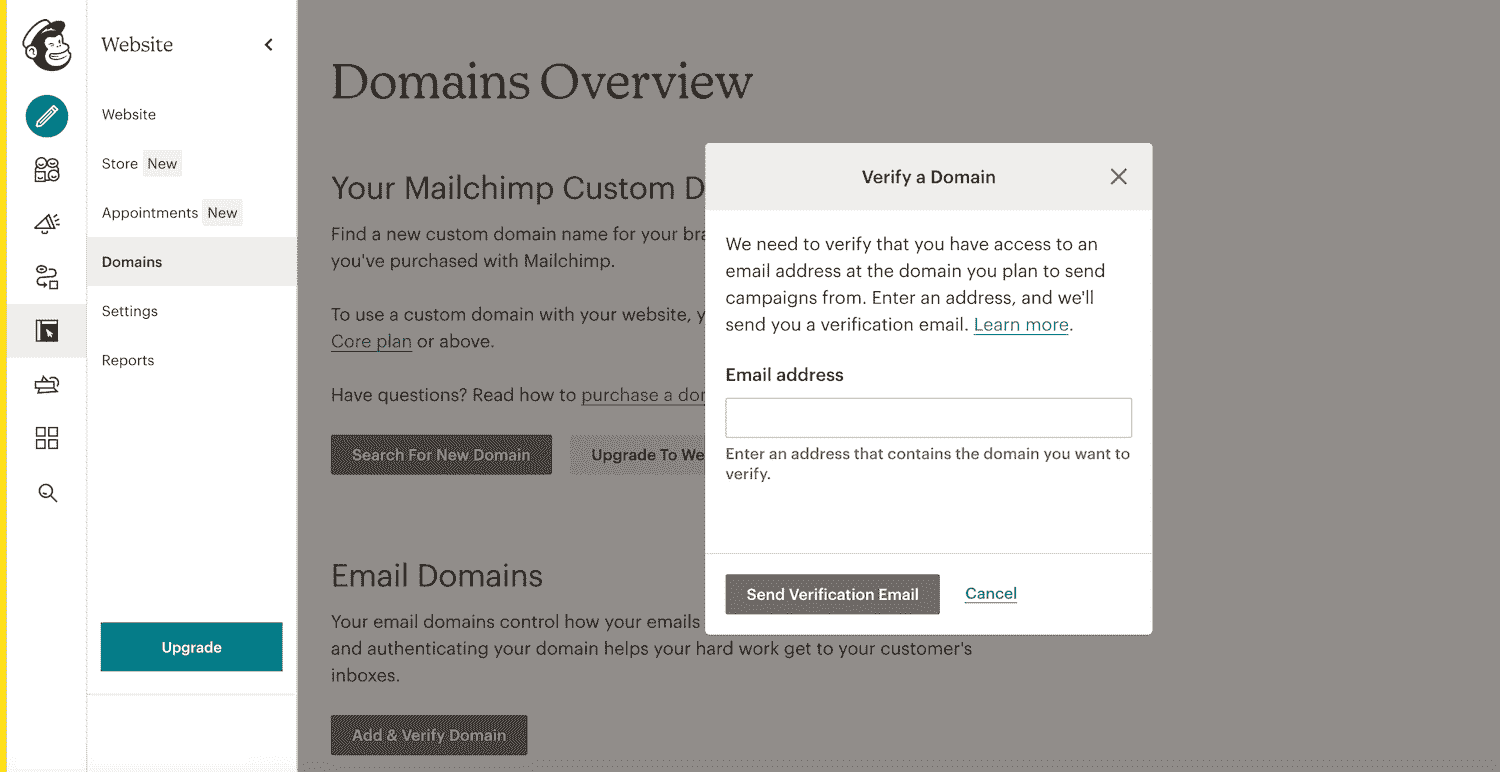 Website
Website
Store New
Appointments New
Domains
Settings
Reports
Upgrade
Domains Overview
Your Mailchimp Custom D
Find a new custom domain name for your bra
you've purchased with Mailchimp.
To use a custom domain with your website, y
Core plan or above.
Have questions? Read how to purchase a dor
Search For New Domain
Upgrade To We
Email Domains
Your email domains control how your emails
and authenticating your domain helps your hard work get to your customer's
inboxes.
Add & Verify Domain
Verify a Domain
We need to verify that you have access to an
email address at the domain you plan to send
campaigns from. Enter an address, and we'll
send you a verification email. Learn more.
Email address
Enter an address that contains the domain you want to
verify.
Send Verification Email
Cancel